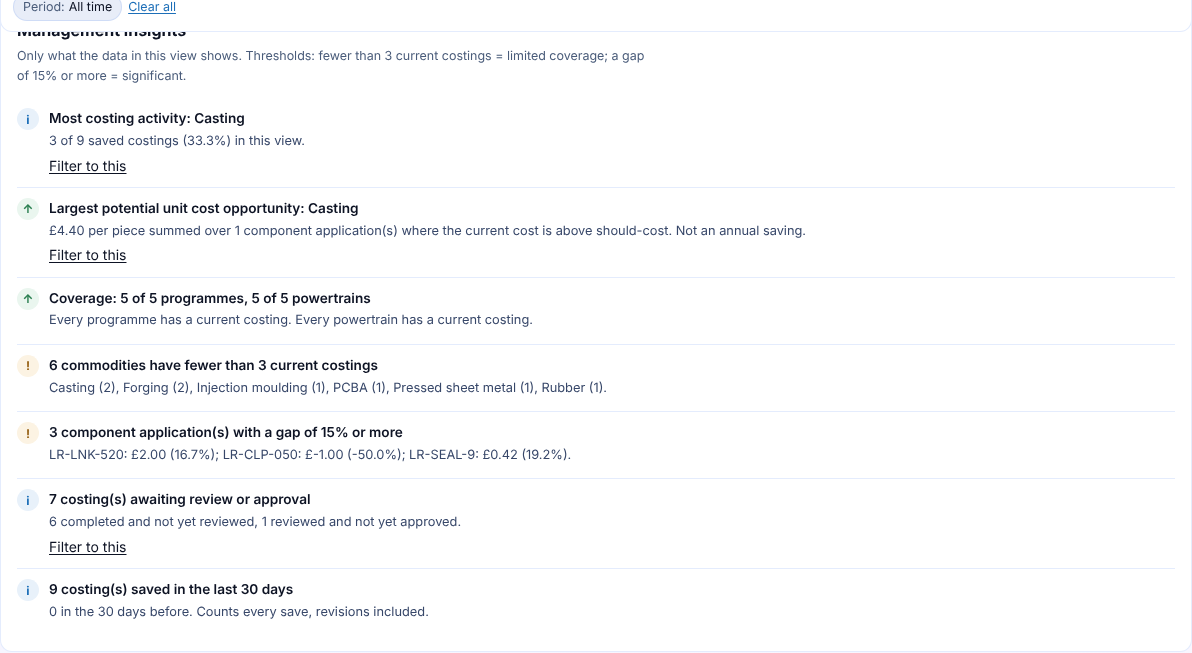 Period: All time Clear all
Management insights
Only what the data in this view shows. Thresholds: fewer than 3 current costings = limited coverage; a gap
of 15% or more = significant.
i Most costing activity: Casting
3 of 9 saved costings (33.3%) in this view.
Filter to this
↑ Largest potential unit cost opportunity: Casting
£4.40 per piece summed over 1 component application(s) where the current cost is above should-cost. Not an annual saving.
Filter to this
↑ Coverage: 5 of 5 programmes, 5 of 5 powertrains
Every programme has a current costing. Every powertrain has a current costing.
! 6 commodities have fewer than 3 current costings
Casting (2), Forging (2), Injection moulding (1), PCBA (1), Pressed sheet metal (1), Rubber (1).
! 3 component application(s) with a gap of 15% or more
LR-LNK-520: £2.00 (16.7%); LR-CLP-050: £-1.00 (-50.0%); LR-SEAL-9: £0.42 (19.2%).
i 7 costing(s) awaiting review or approval
6 completed and not yet reviewed, 1 reviewed and not yet approved.
Filter to this
i 9 costing(s) saved in the last 30 days
0 in the 30 days before. Counts every save, revisions included.